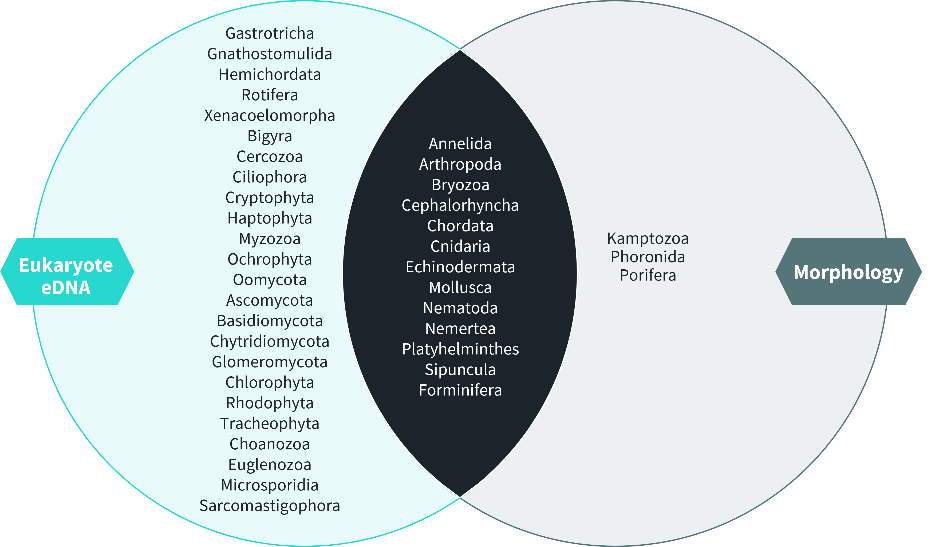 Eukaryote
eDNA
Gastrotricha
Gnathostomulida
Hemichordata
Rotifera
Xenacoelomorpha
Bigyra
Cercozoa
Ciliophora
Cryptophyta
Haptophyta
Myzozoa
Ochrophyta
Oomycota
Ascomycota
Basidiomycota
Chytridiomycota
Glomeromycota
Chlorophyta
Rhodophyta
Tracheophyta
Choanozoa
Euglenozoa
Microsporidia
Sarcomastigophora
Annelida
Arthropoda
Bryozoa
Cephalorhyncha
Chordata
Cnidaria
Echinodermata
Mollusca
Nematoda
Nemertea
Platyhelminthes
Sipuncula
Forminifera
Kamptozoa
Phoronida
Porifera
Morphology